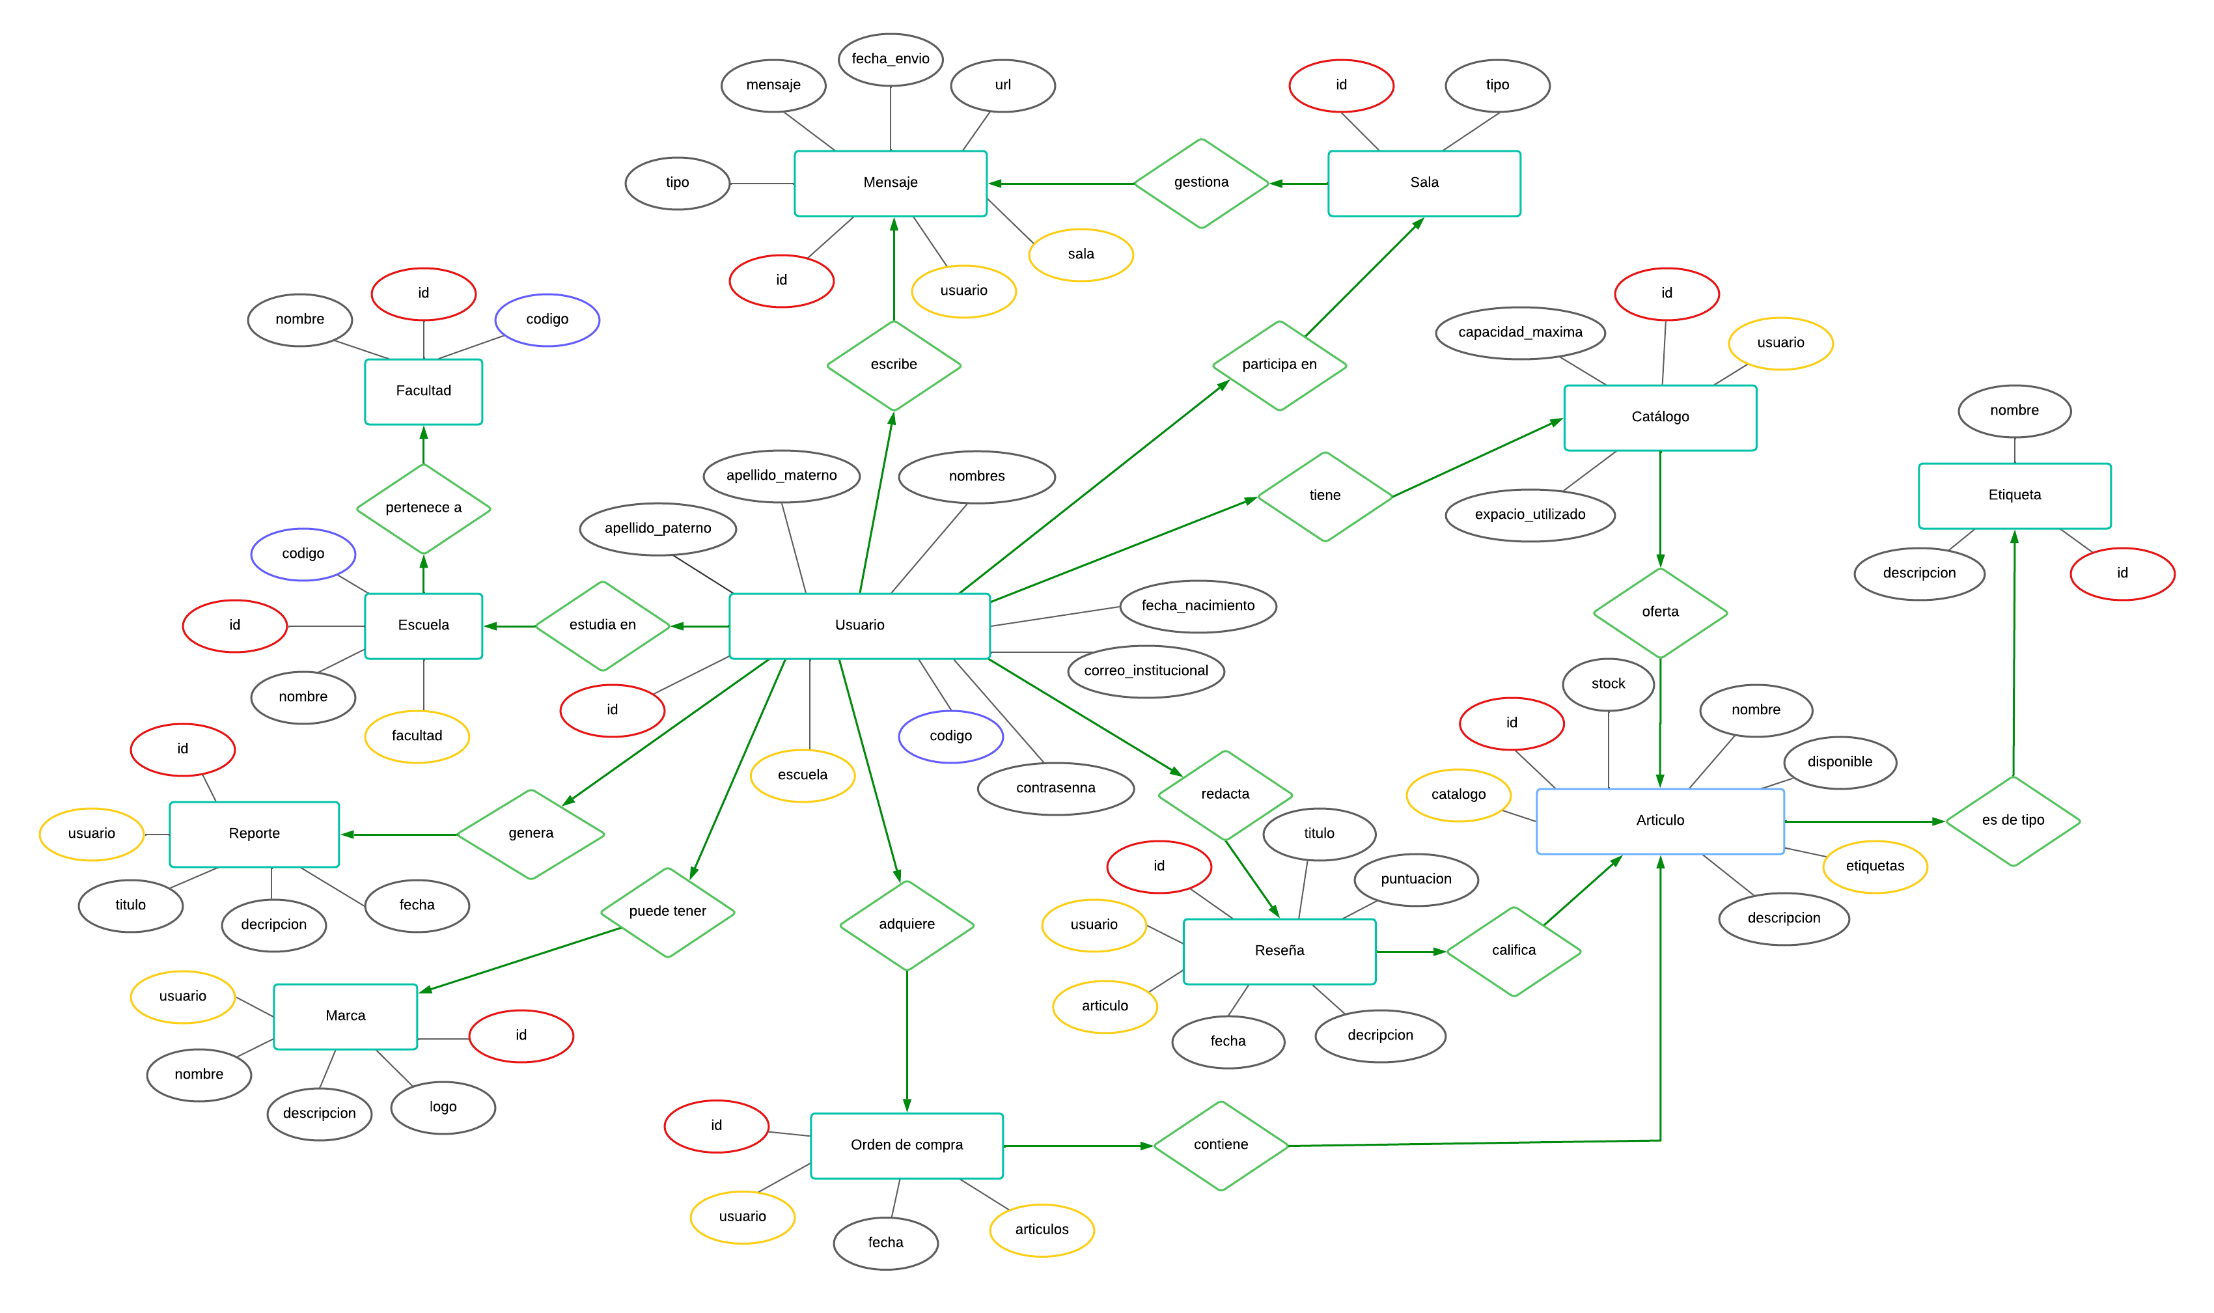 fecha_envio
mensaje
url
id
tipo
tipo
Mensaje
gestiona
Sala
sala
id
usuario
nombre
id
codigo
Facultad
escribe
participa en
id
capacidad_maxima
usuario
Catálogo
expacio_utilizado
nombre
Etiqueta
descripcion
id
pertenece a
apellido_materno
nombres
tiene
apellido_paterno
codigo
id
Escuela
nombre
facultad
estudia en
Usuario
fecha_nacimiento
correo_institucional
id
escuela
codigo
contrasenna
oferta
stock
id
nombre
disponible
catalogo
Articulo
es de tipo
etiquetas
descripcion
id
usuario
Reporte
genera
titulo
decripcion
fecha
redacta
titulo
id
puntuacion
usuario
Reseña
califica
articulo
fecha
decripcion
puede tener
adquiere
usuario
Marca
id
nombre
descripcion
logo
id
Orden de compra
contiene
usuario
fecha
articulos